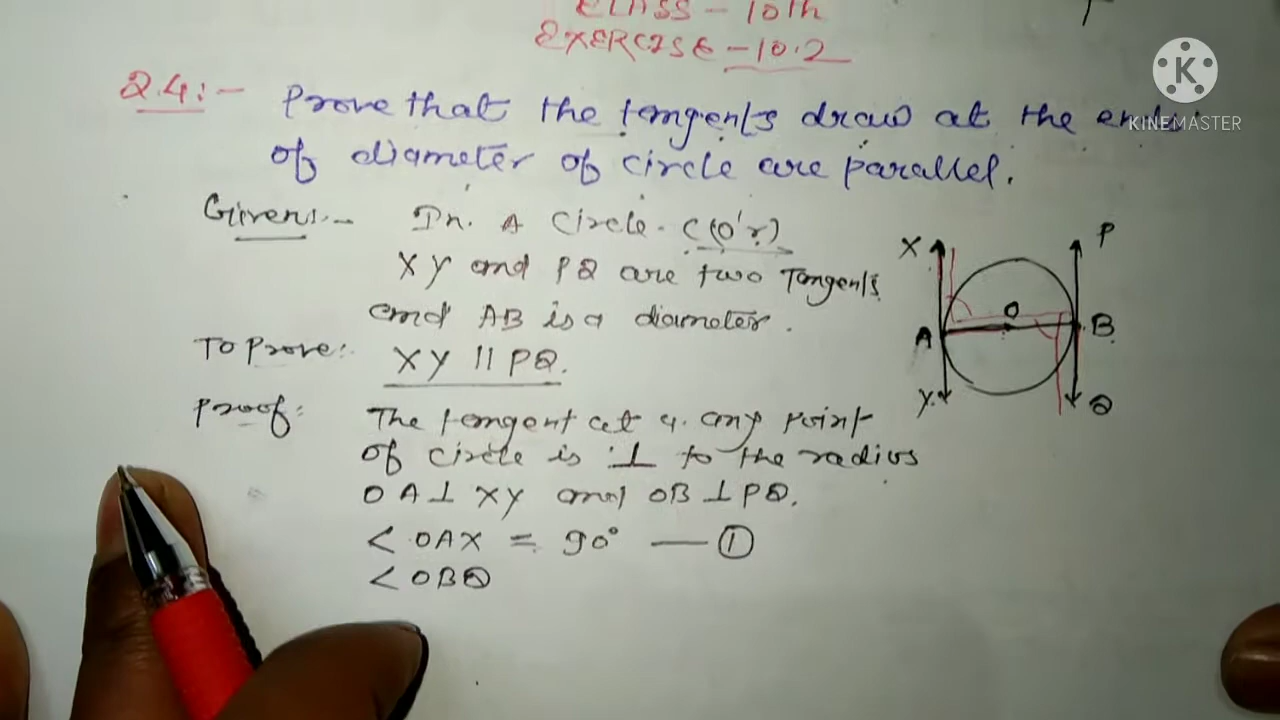 CLASS - 10th
EXERCISE - 10.2
Q.4:- Prove that the tangents draw at the ends
of diameter of circle are parallel.
Given:- In. A circle. C(O'r)
XY and PQ are two Tangents
and AB is a diameter.
To Prove:- XY || PQ.
Proof: The tangent at any point
of circle is ⊥ to the radius
OA ⊥ XY and OB ⊥ PQ.
< OAX = 90° — ①
< OBQ
X P
O
A B
Y Q
K
KINEMASTER